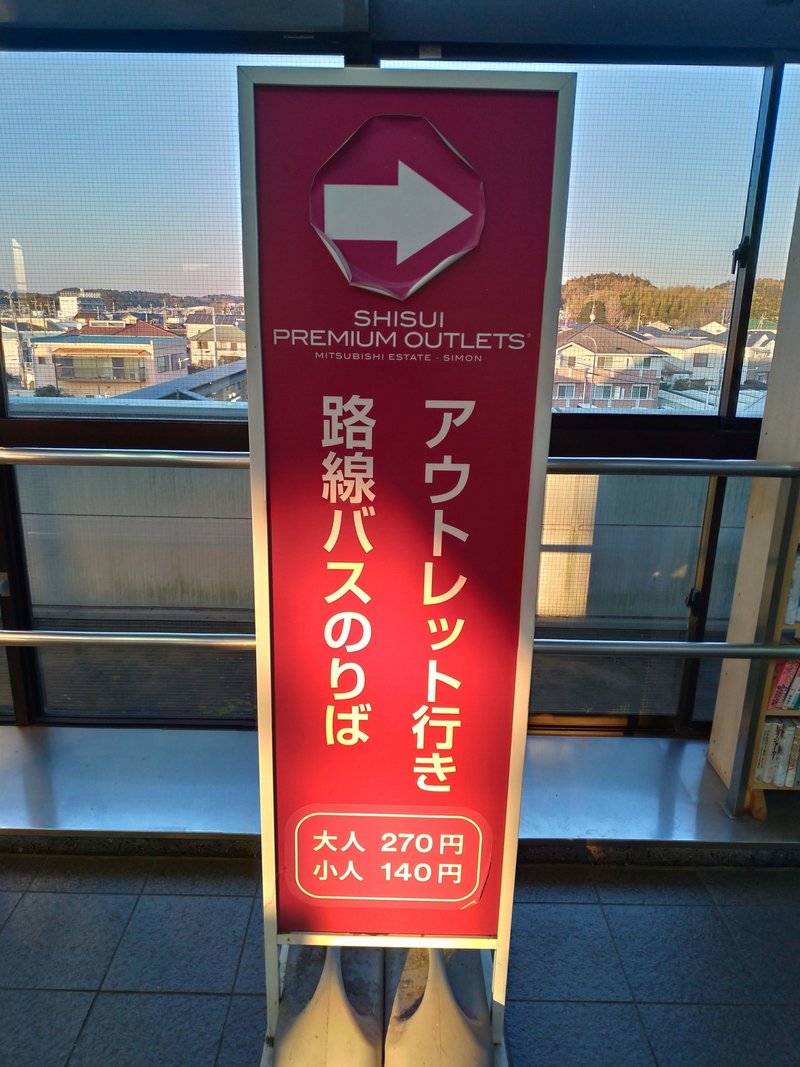 SHISUI
PREMIUM OUTLETS®
MITSUBISHI ESTATE · SIMON
アウトレット行き
路線バスのりば
大人 270円
小人 140円